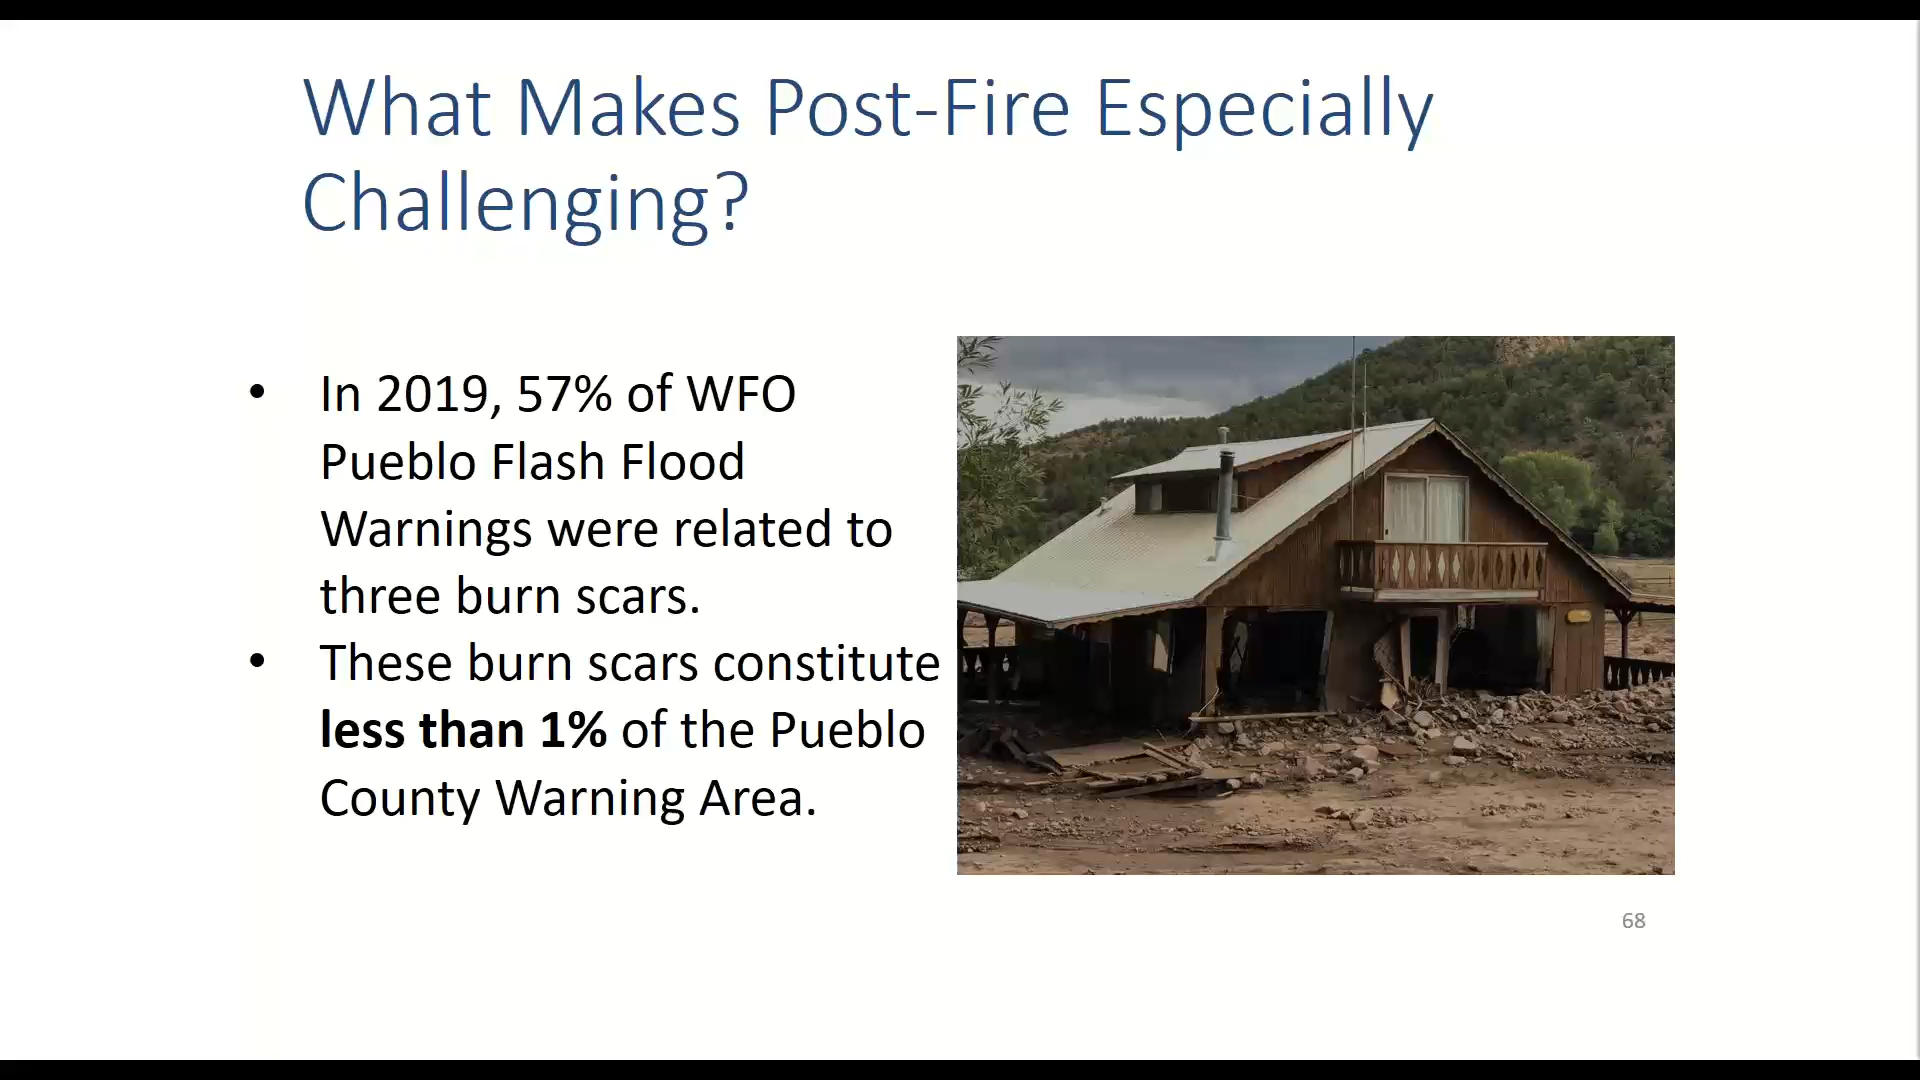 What Makes Post-Fire Especially
Challenging?
• In 2019, 57% of WFO
Pueblo Flash Flood
Warnings were related to
three burn scars.
• These burn scars constitute
less than 1% of the Pueblo
County Warning Area.
68